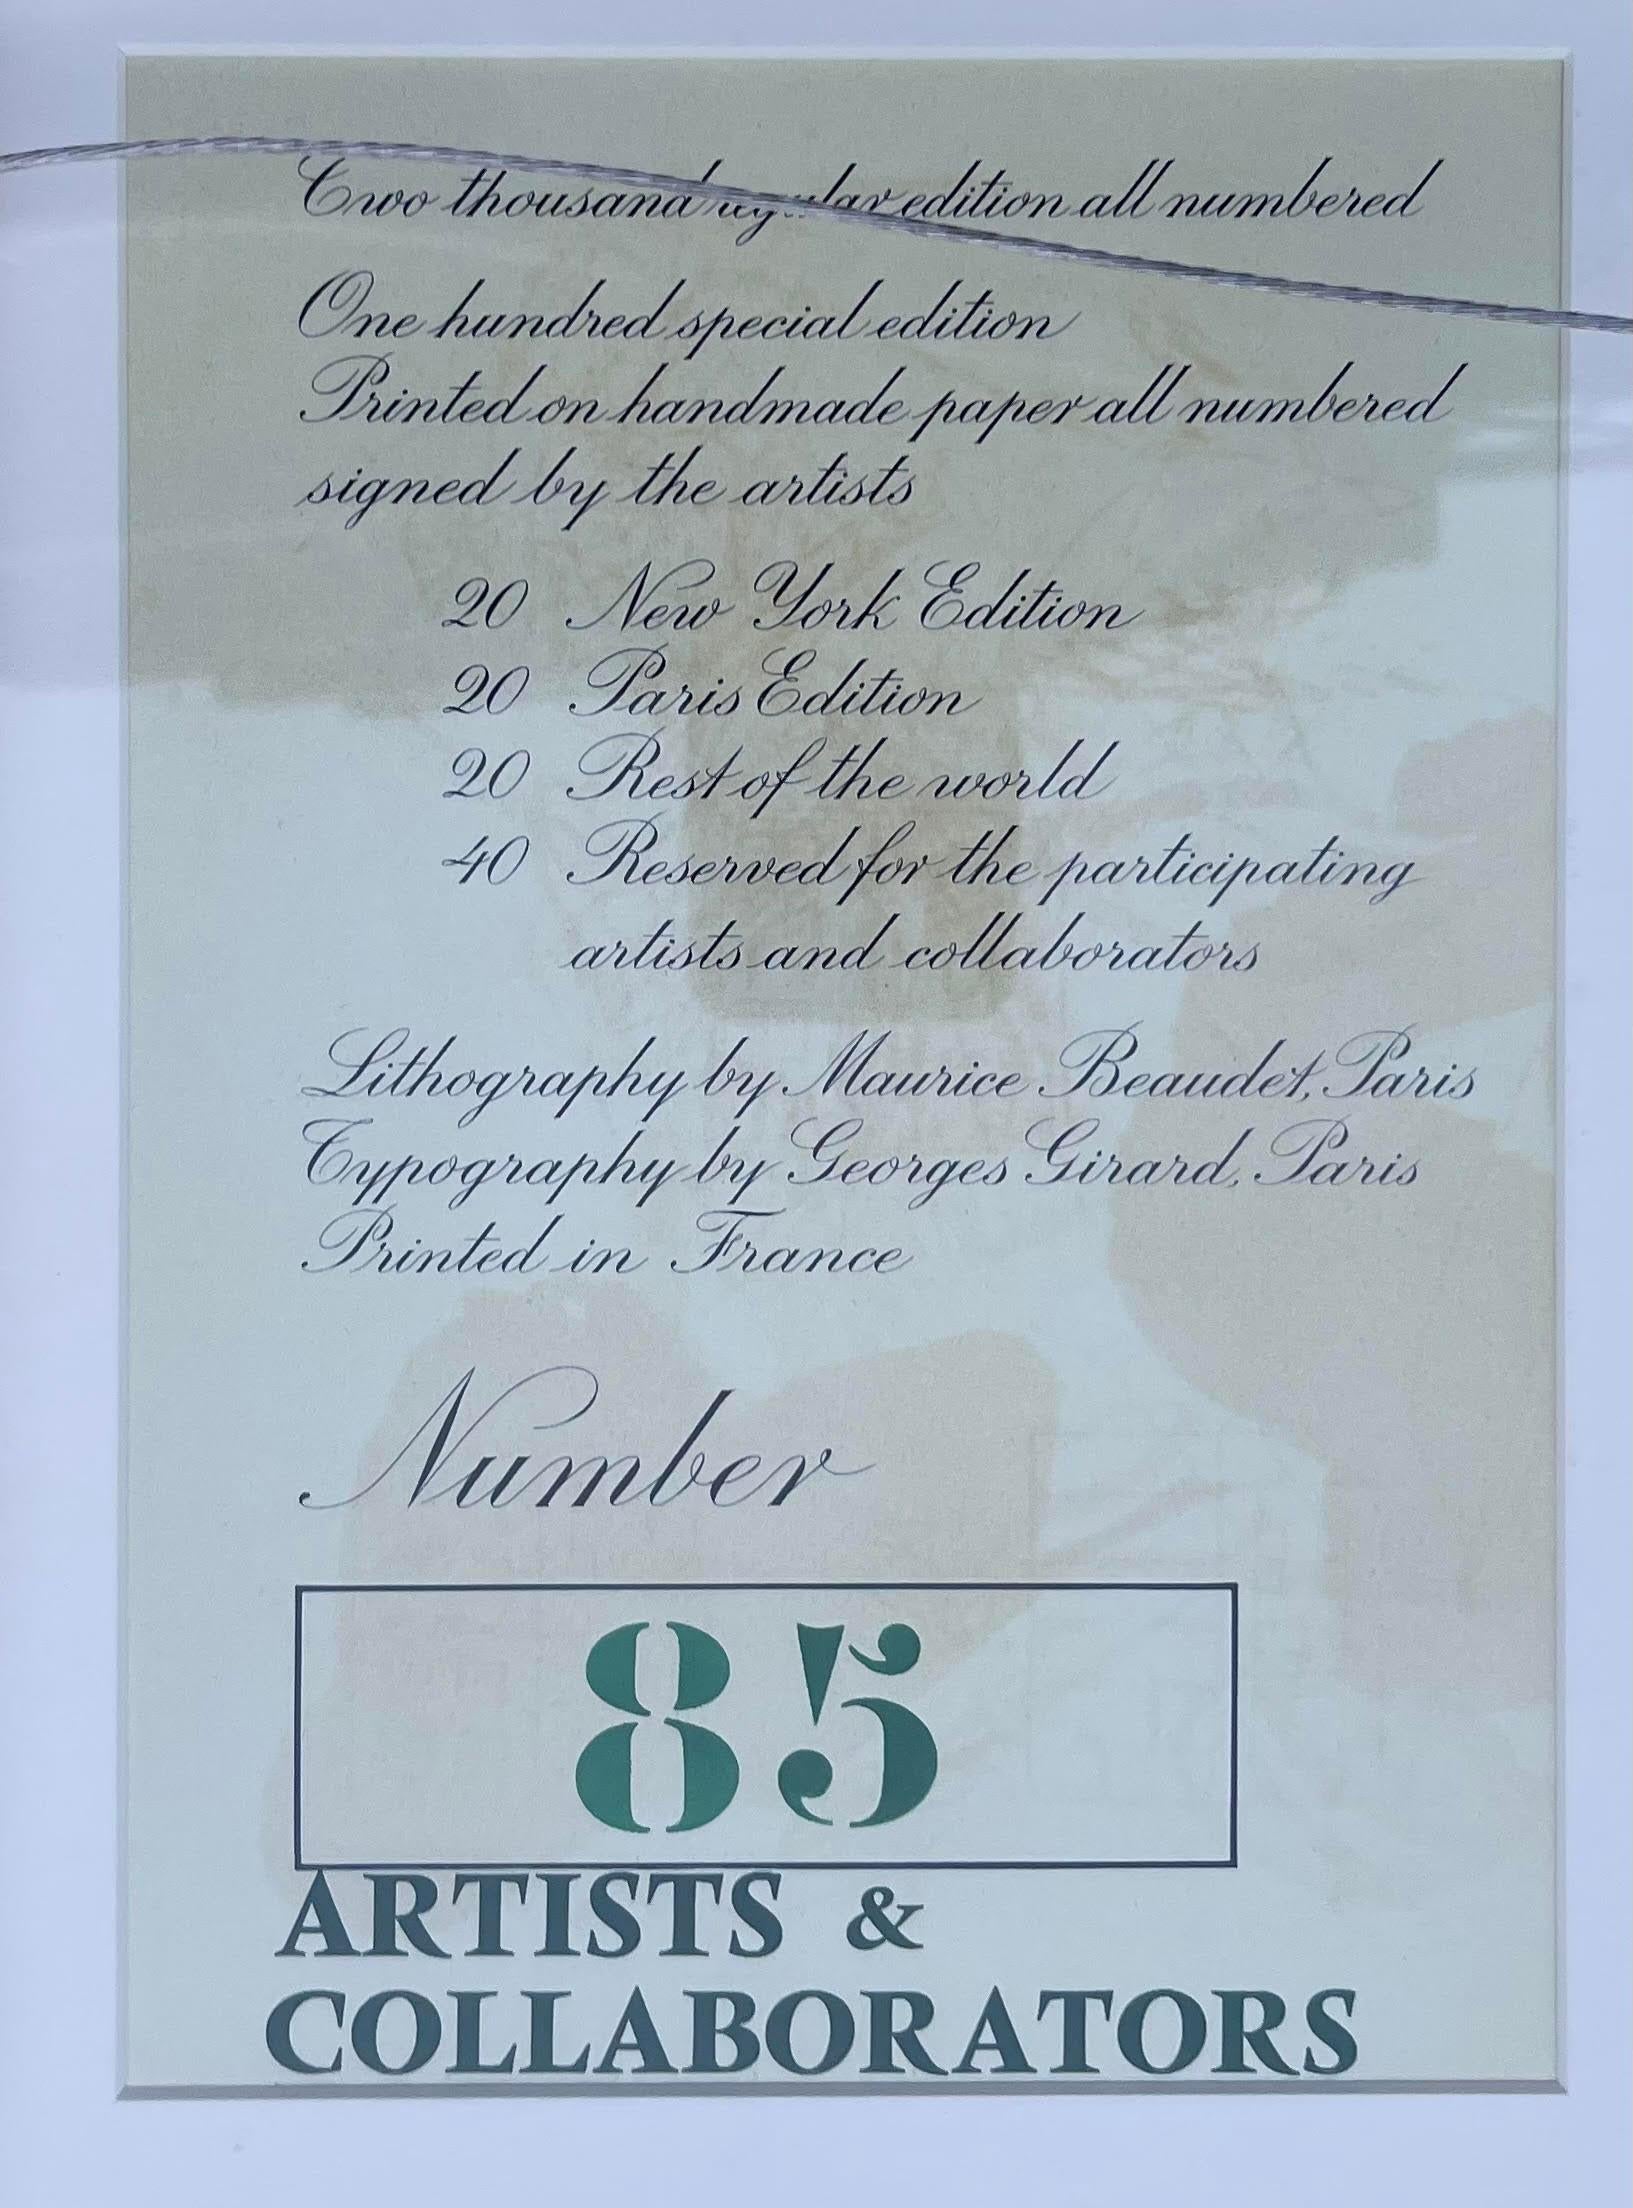 Two thousand regular edition all numbered
One hundred special edition
Printed on handmade paper all numbered
signed by the artists
20 New York Edition
20 Paris Edition
20 Rest of the world
40 Reserved for the participating
artists and collaborators
Lithography by Maurice Beaudet, Paris
Typography by Georges Girard, Paris
Printed in France
Number
85
ARTISTS &
COLLABORATORS